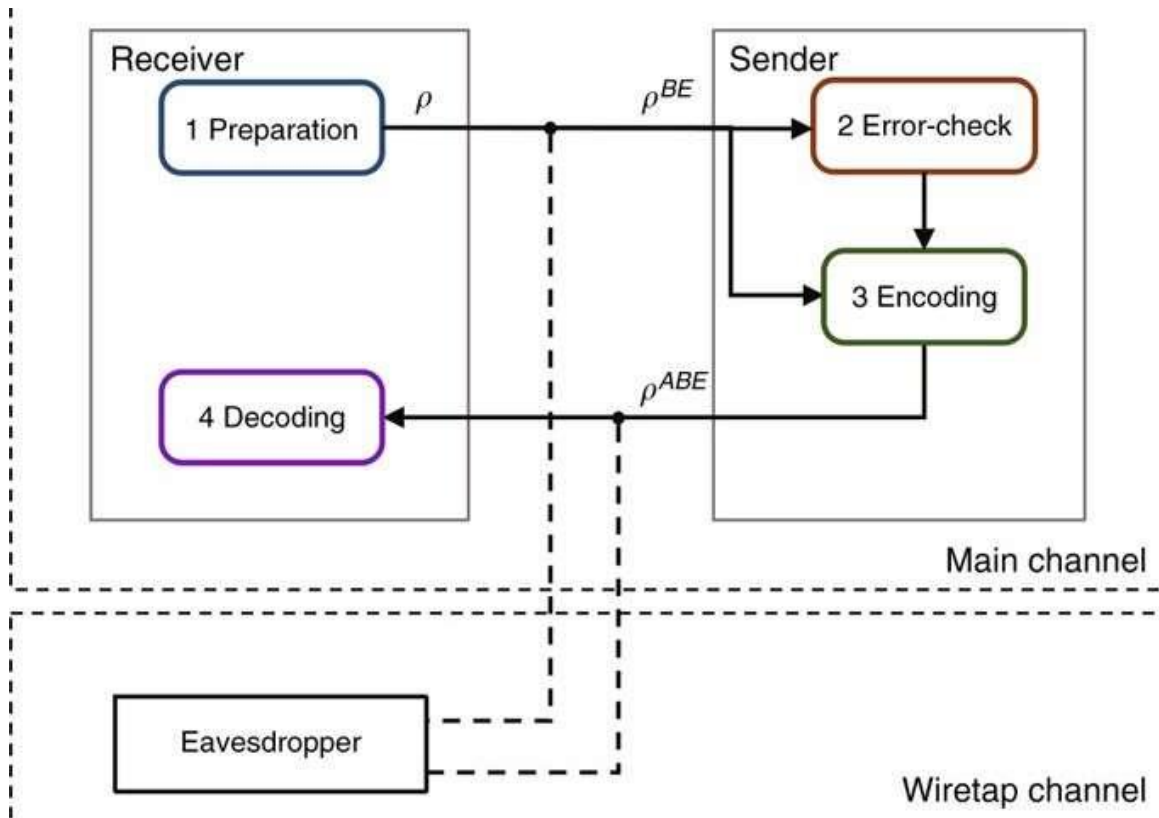 Receiver
Sender
1 Preparation
ρ
ρ^{BE}
2 Error-check
3 Encoding
4 Decoding
ρ^{ABE}
Main channel
Eavesdropper
Wiretap channel